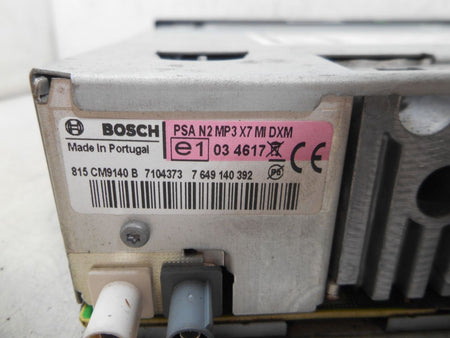 BOSCH
PSA N2 MP3 X7 MI DXM
Made in Portugal
e1 03 4617
CE
815 CM9140 B 7104373 7 649 140 392